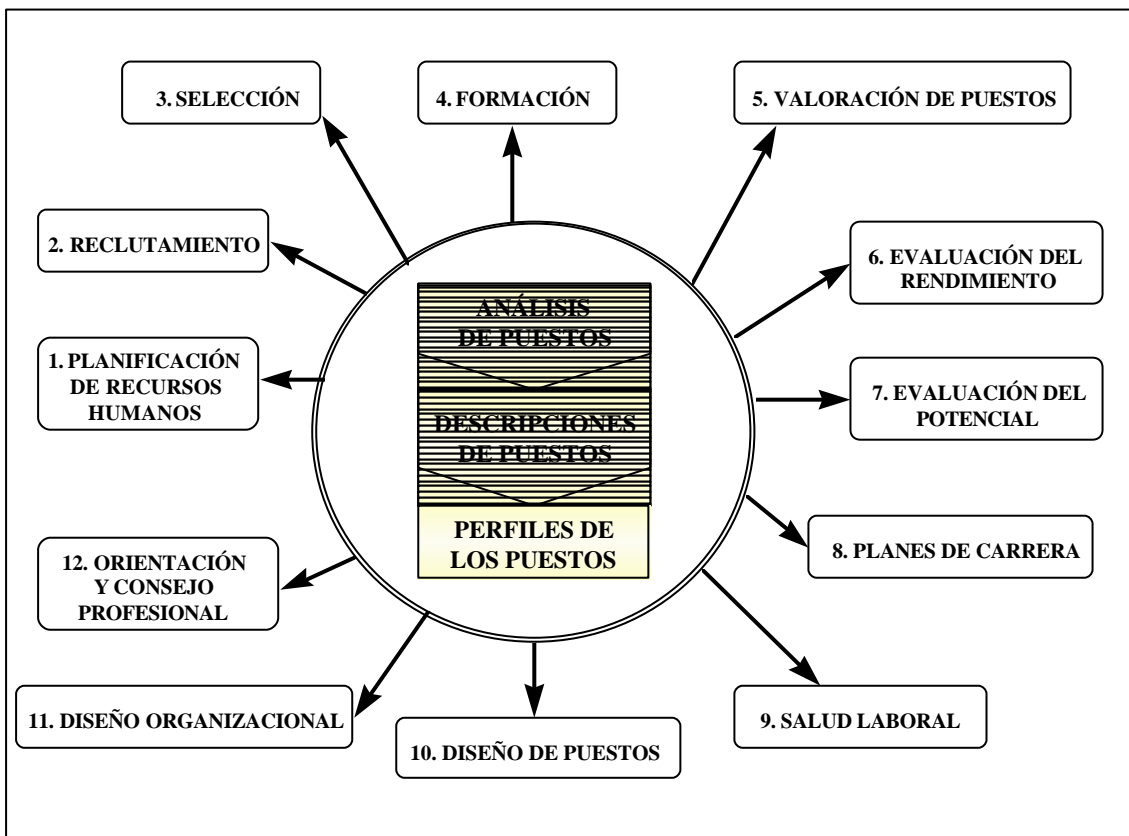 3. SELECCIÓN
4. FORMACIÓN
5. VALORACIÓN DE PUESTOS
2. RECLUTAMIENTO
6. EVALUACIÓN DEL
RENDIMIENTO
ANÁLISIS
DE PUESTOS
1. PLANIFICACIÓN
DE RECURSOS
HUMANOS
7. EVALUACIÓN DEL
POTENCIAL
DESCRIPCIONES
DE PUESTOS
PERFILES DE
LOS PUESTOS
8. PLANES DE CARRERA
12. ORIENTACIÓN
Y CONSEJO
PROFESIONAL
11. DISEÑO ORGANIZACIONAL
10. DISEÑO DE PUESTOS
9. SALUD LABORAL